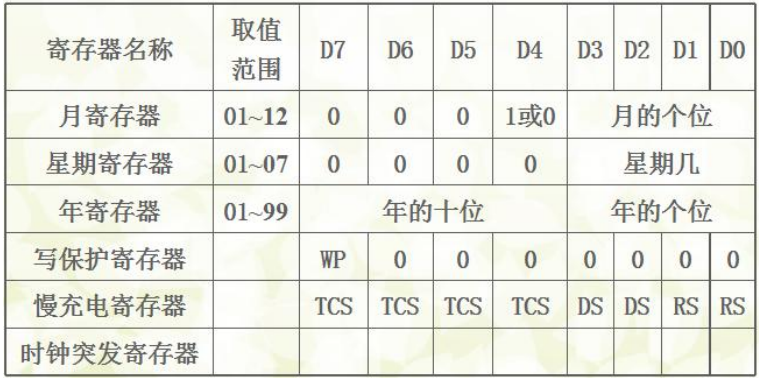 寄存器名称 取值范围 D7 D6 D5 D4 D3 D2 D1 D0
月寄存器 01~12 0 0 0 1或0 月的个位
星期寄存器 01~07 0 0 0 0 星期几
年寄存器 01~99 年的十位 年的个位
写保护寄存器 WP 0 0 0 0 0 0 0
慢充电寄存器 TCS TCS TCS TCS DS DS RS RS
时钟突发寄存器